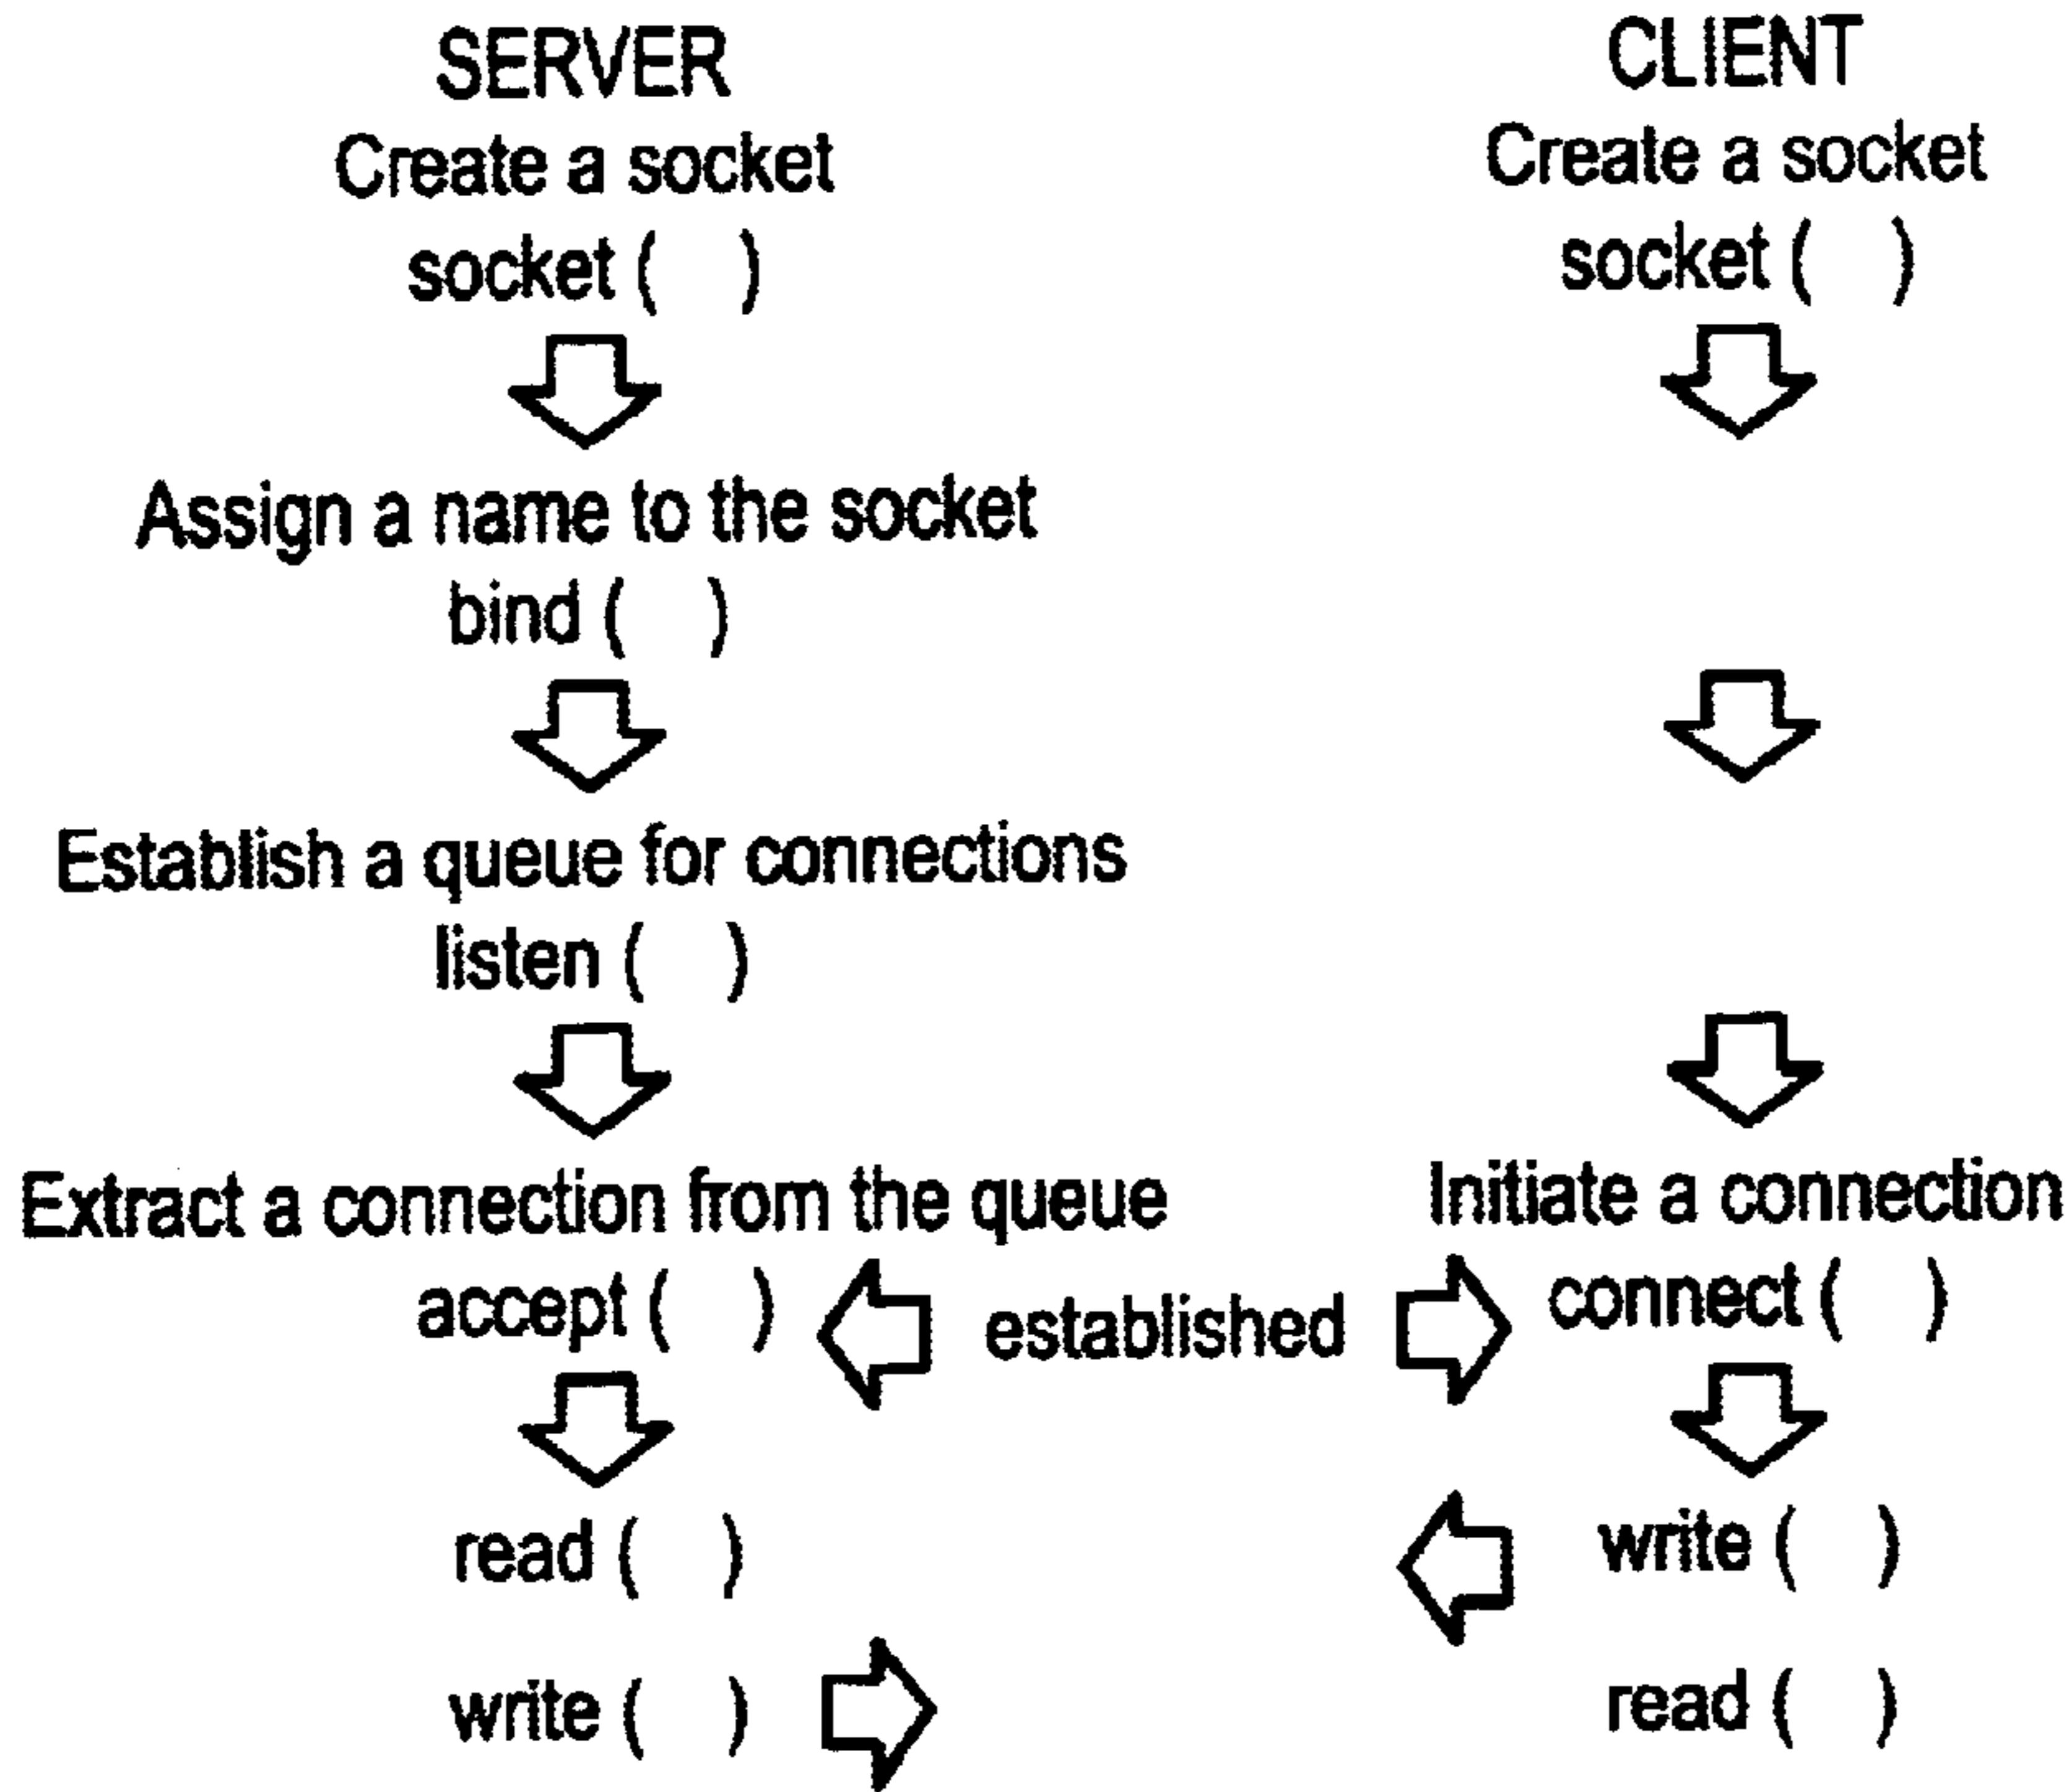 SERVER
Create a socket
socket ( )
Assign a name to the socket
bind ( )
Establish a queue for connections
listen ( )
Extract a connection from the queue
accept ( )
read ( )
write ( )
established
CLIENT
Create a socket
socket ( )
Initiate a connection
connect ( )
write ( )
read ( )